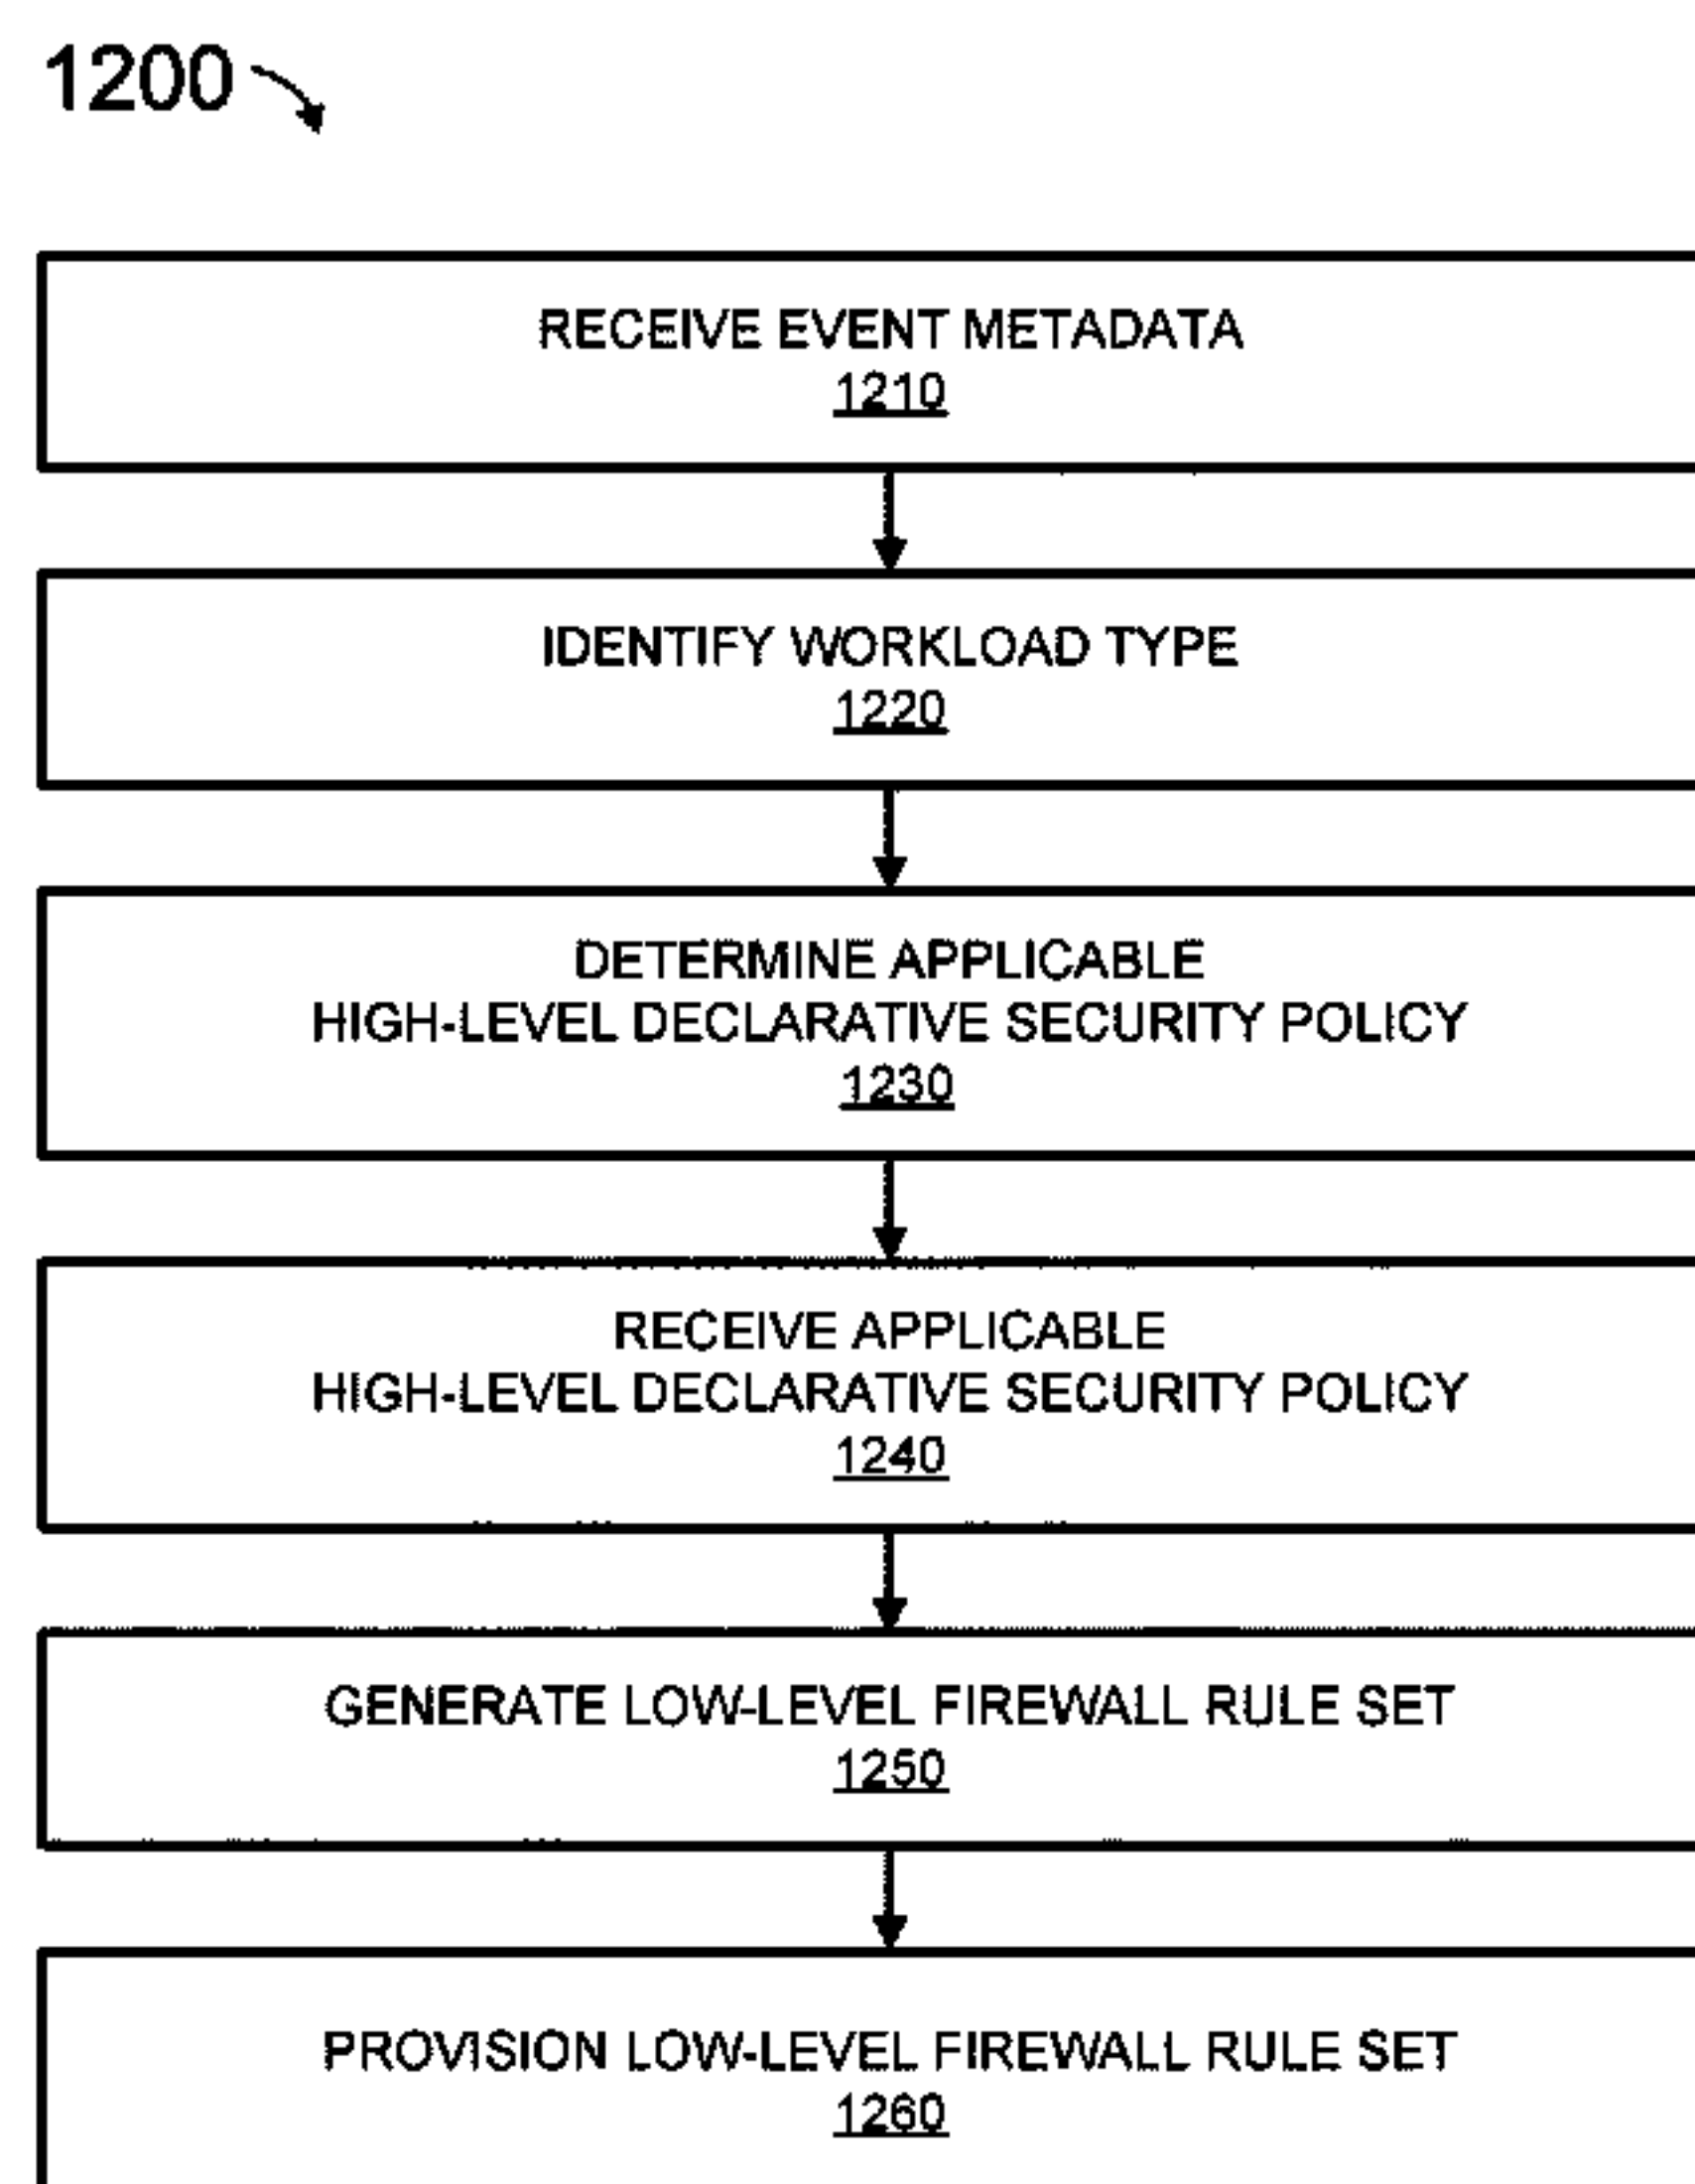 1200
RECEIVE EVENT METADATA
1210
IDENTIFY WORKLOAD TYPE
1220
DETERMINE APPLICABLE
HIGH-LEVEL DECLARATIVE SECURITY POLICY
1230
RECEIVE APPLICABLE
HIGH-LEVEL DECLARATIVE SECURITY POLICY
1240
GENERATE LOW-LEVEL FIREWALL RULE SET
1250
PROVISION LOW-LEVEL FIREWALL RULE SET
1260